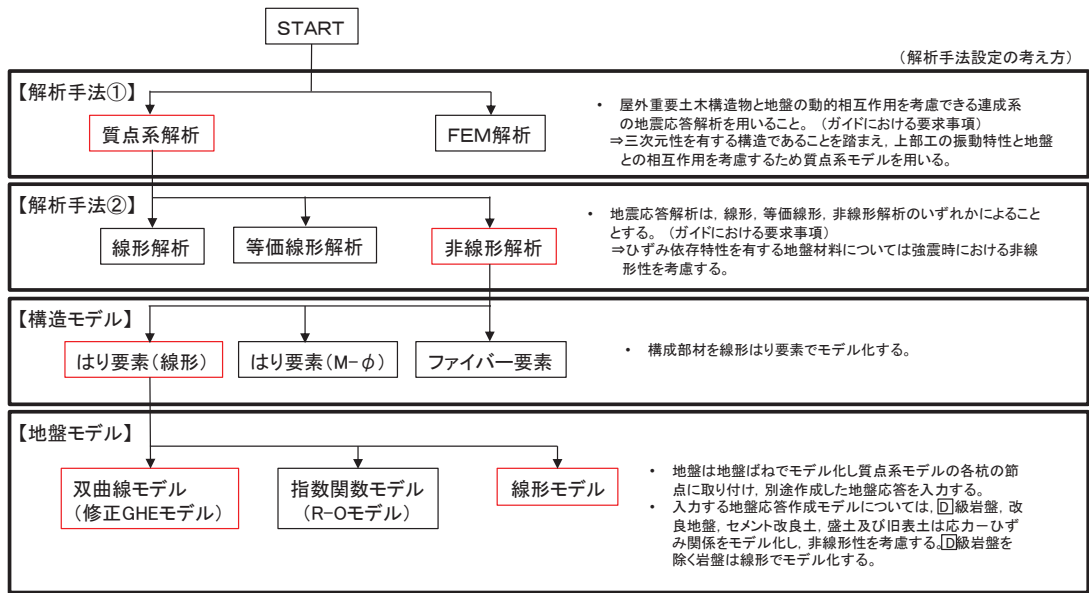 START
(解析手法設定の考え方)
【解析手法①】
質点系解析
FEM解析
・ 屋外重要土木構造物と地盤の動的相互作用を考慮できる連成系
の地震応答解析を用いること。(ガイドにおける要求事項)
⇒三次元性を有する構造であることを踏まえ,上部工の振動特性と地盤
との相互作用を考慮するため質点系モデルを用いる。
【解析手法②】
線形解析
等価線形解析
非線形解析
・ 地震応答解析は,線形,等価線形,非線形解析のいずれかによること
とする。(ガイドにおける要求事項)
⇒ひずみ依存特性を有する地盤材料については強震時における非線
形性を考慮する。
【構造モデル】
はり要素(線形)
はり要素(M-φ)
ファイバー要素
・ 構成部材を線形はり要素でモデル化する。
【地盤モデル】
双曲線モデル
(修正GHEモデル)
指数関数モデル
(R-Oモデル)
線形モデル
・ 地盤は地盤ばねでモデル化し質点系モデルの各杭の節
点に取り付け,別途作成した地盤応答を入力する。
・ 入力する地盤応答作成モデルについては,D級岩盤,改
良地盤,セメント改良土,盛土及び旧表土は応力ーひず
み関係をモデル化し,非線形性を考慮する。D級岩盤を
除く岩盤は線形でモデル化する。